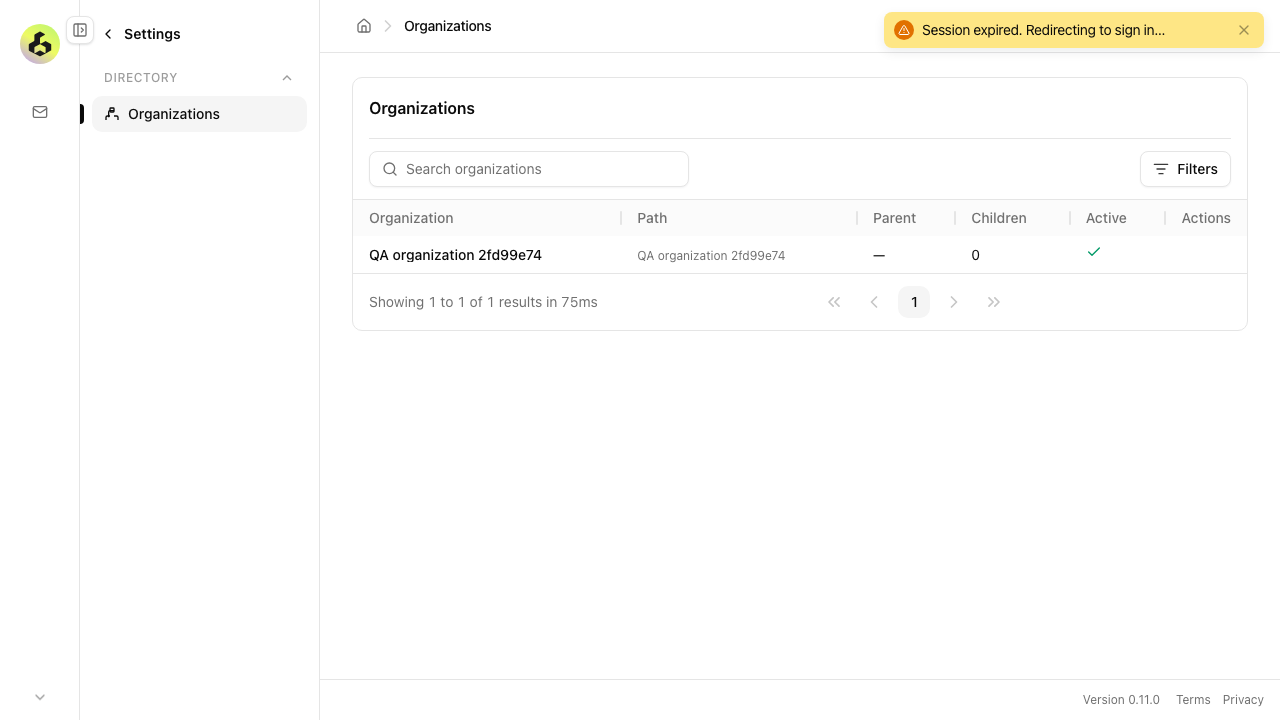 Settings
DIRECTORY
Organizations
Organizations
Session expired. Redirecting to sign in...
Organizations
Search organizations
Filters
Organization Path Parent Children Active Actions
QA organization 2fd99e74 QA organization 2fd99e74 — 0
Showing 1 to 1 of 1 results in 75ms
1
Version 0.11.0 Terms Privacy